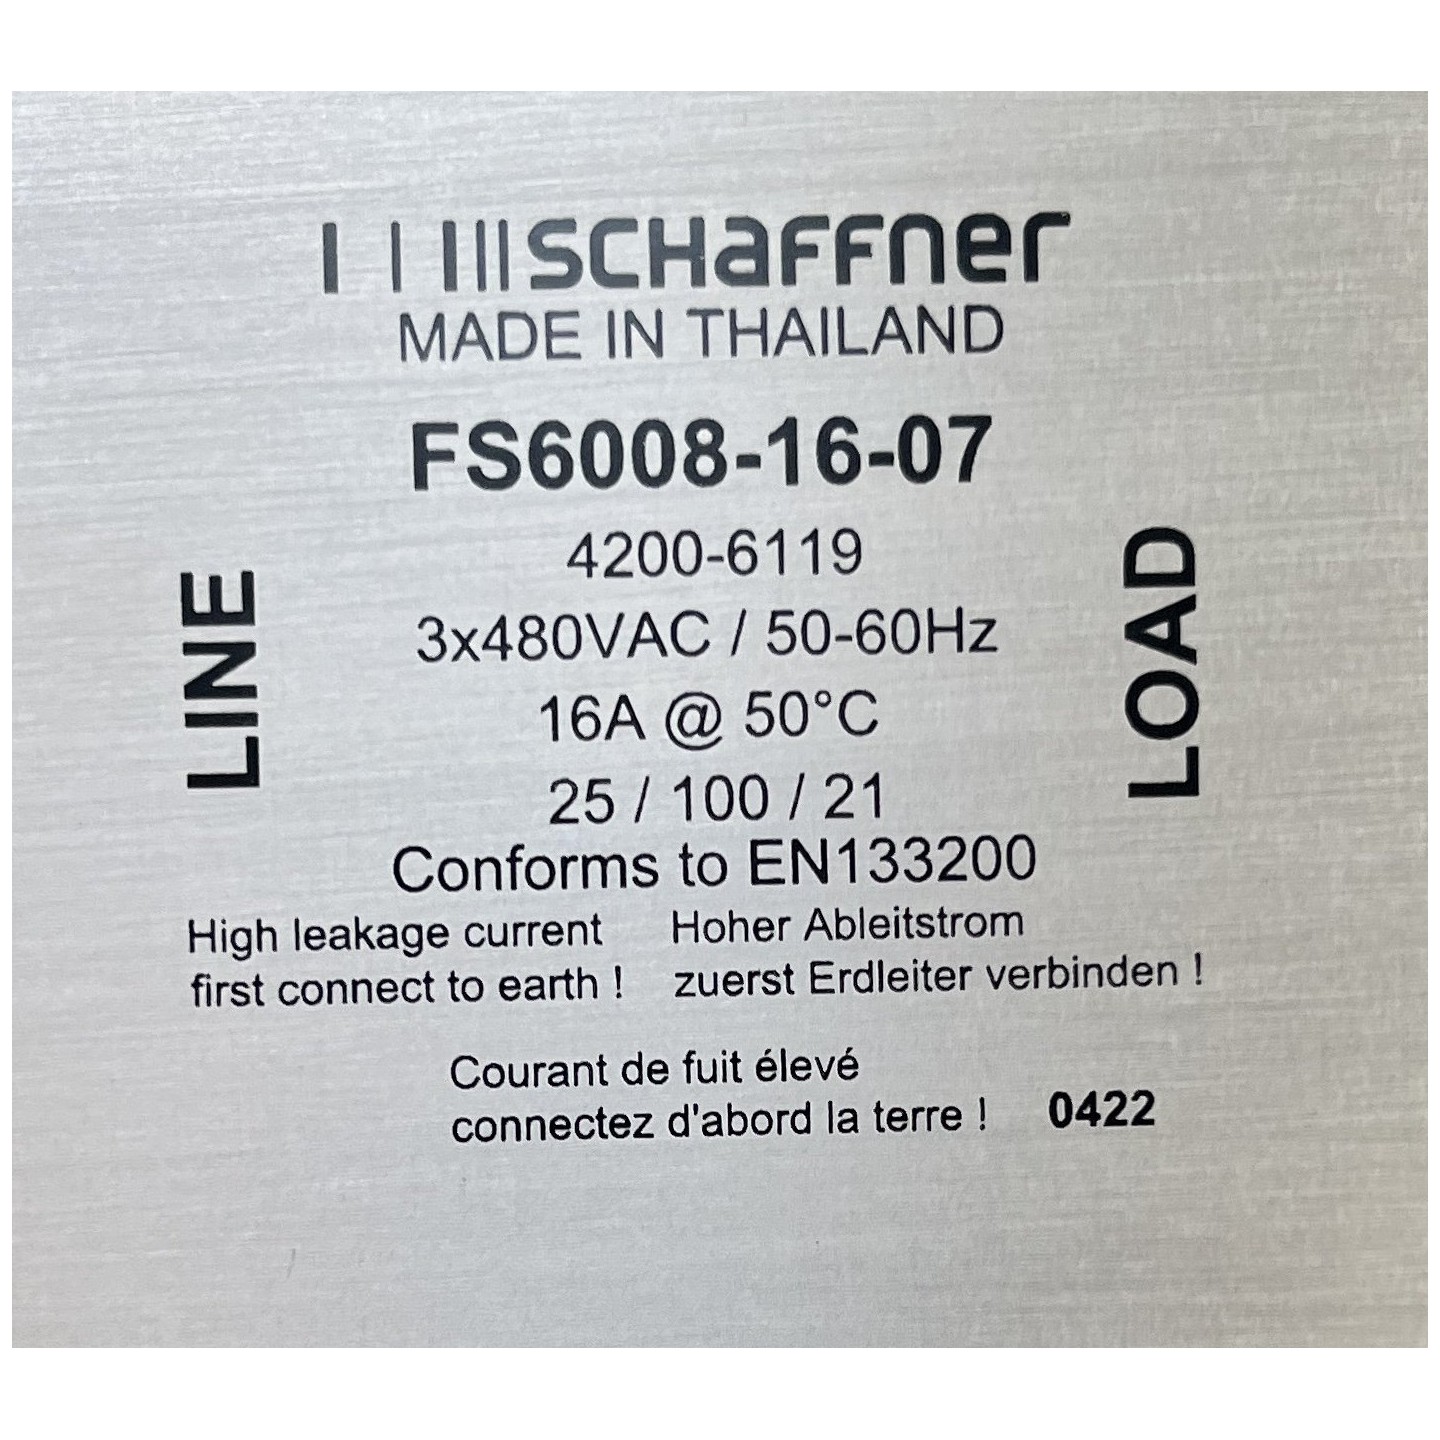 SCHaFFner
MADE IN THAILAND
FS6008-16-07
4200-6119
3x480VAC / 50-60Hz
16A @ 50°C
25 / 100 / 21
LINE
LOAD
Conforms to EN133200
High leakage current
first connect to earth !
Hoher Ableitstrom
zuerst Erdleiter verbinden !
Courant de fuit élevé
connectez d'abord la terre !
0422